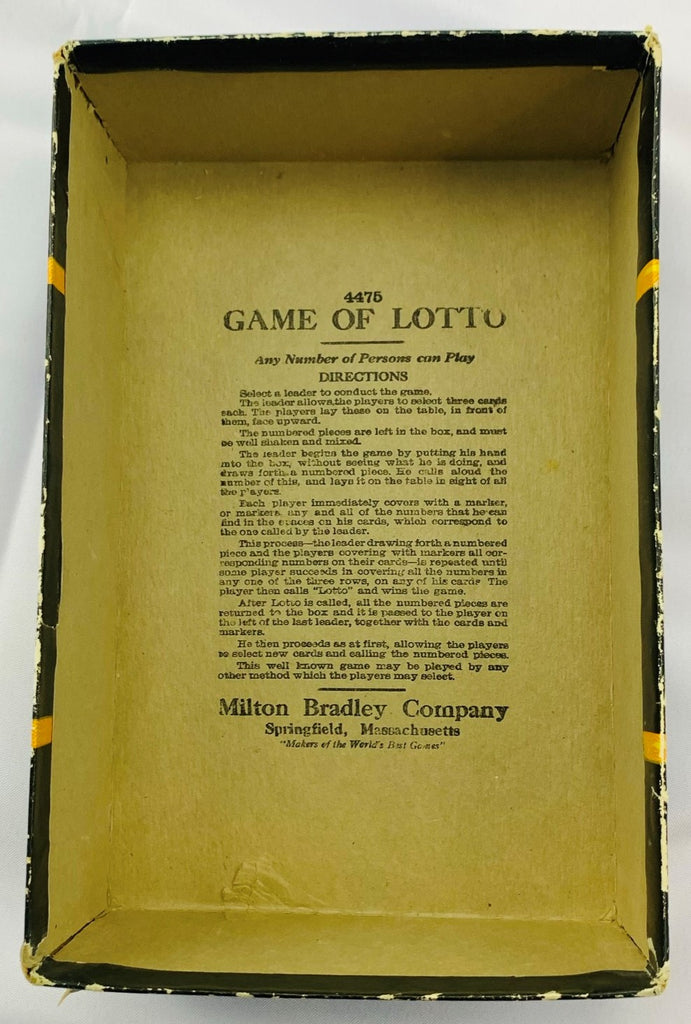 4475
GAME OF LOTTO
Any Number of Persons can Play
DIRECTIONS
Select a leader to conduct the game.
The leader allows the players to select three cards
each. The players lay these on the table, in front of
them, face upward.
The numbered pieces are left in the box, and must
be well shaken and mixed.
The leader begins the game by putting his hand
into the box, without seeing what he is doing, and
draws forth a numbered piece. He calls aloud the
number of this, and lays it on the table in sight of all
the players.
Each player immediately covers with a marker,
or markers, any and all of the numbers that he can
find in the spaces on his cards, which correspond to
the one called by the leader.
This process—the leader drawing forth a numbered
piece and the players covering with markers all cor-
responding numbers on their cards—is repeated until
some player succeeds in covering all the numbers in
any one of the three rows, on any of his cards. The
player then calls "Lotto" and wins the game.
After Lotto is called, all the numbered pieces are
returned to the box and it is passed to the player on
the left of the last leader, together with the cards and
markers.
He then proceeds as at first, allowing the players
to select new cards and calling the numbered pieces.
This well known game may be played by any
other method which the players may select.
Milton Bradley Company
Springfield, Massachusetts
"Makers of the World's Best Games"